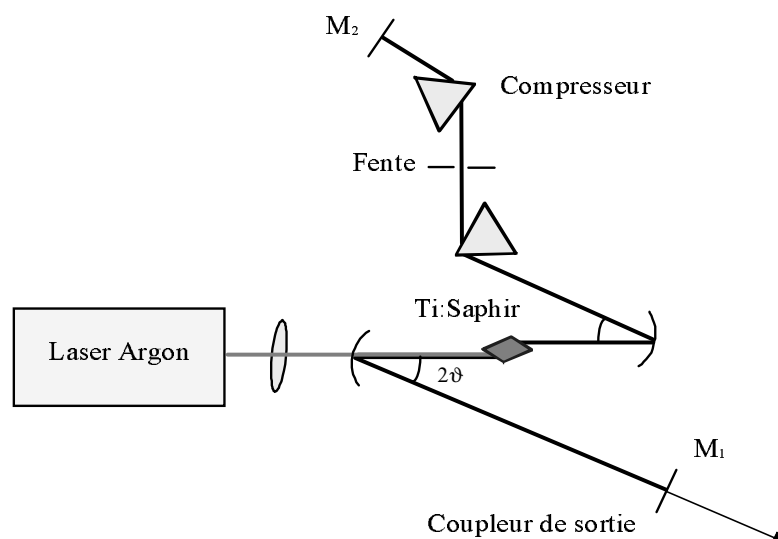 M₂
Compresseur
Fente
Ti:Saphir
Laser Argon
2ϑ
M₁
Coupleur de sortie